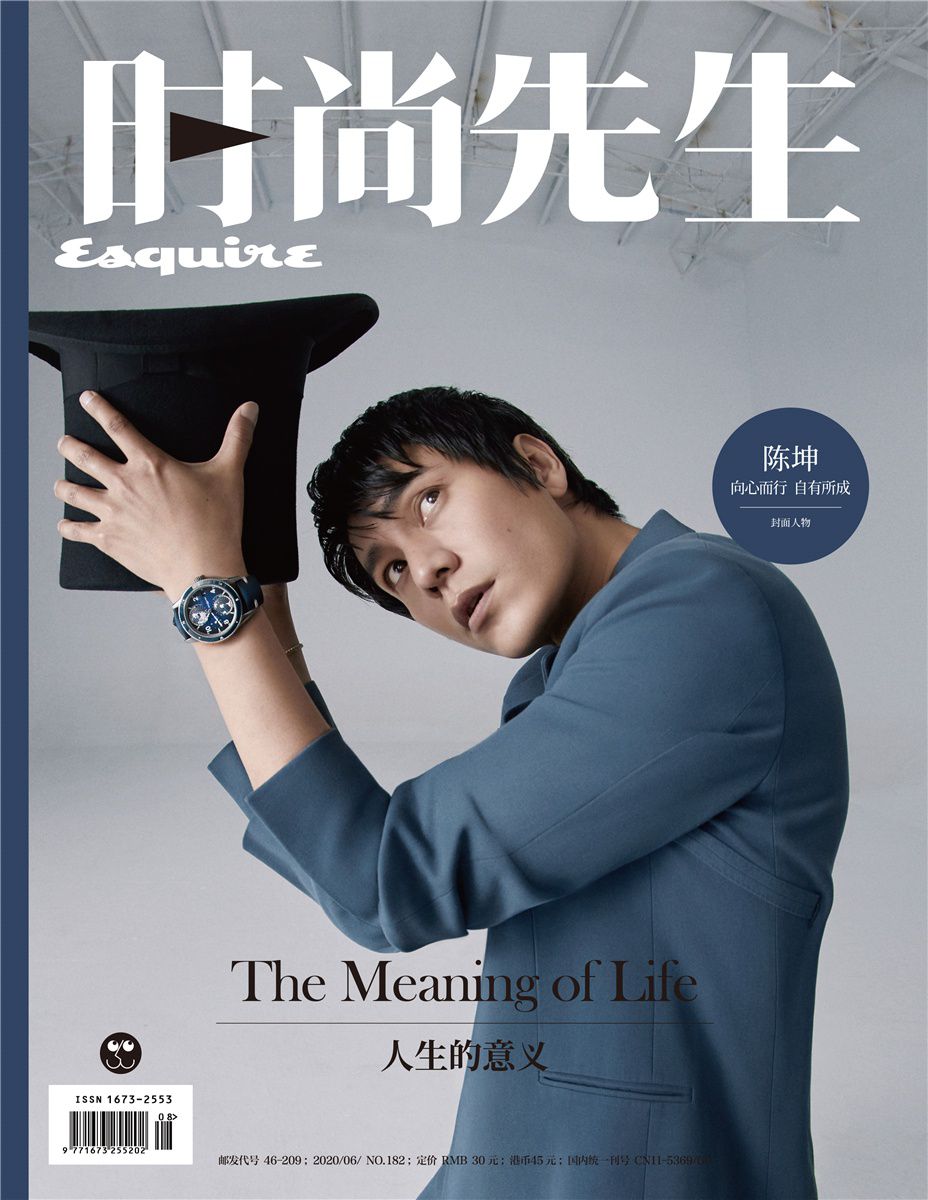 时尚先生
Esquire
陈坤
向心而行 自有所成
封面人物
The Meaning of Life
人生的意义
ISSN 1673-2553
08>
9 771673 255202
邮发代号 46-209; 2020/06/ NO.182; 定价 RMB 30 元; 港币45 元; 国内统一刊号 CN11-5369/